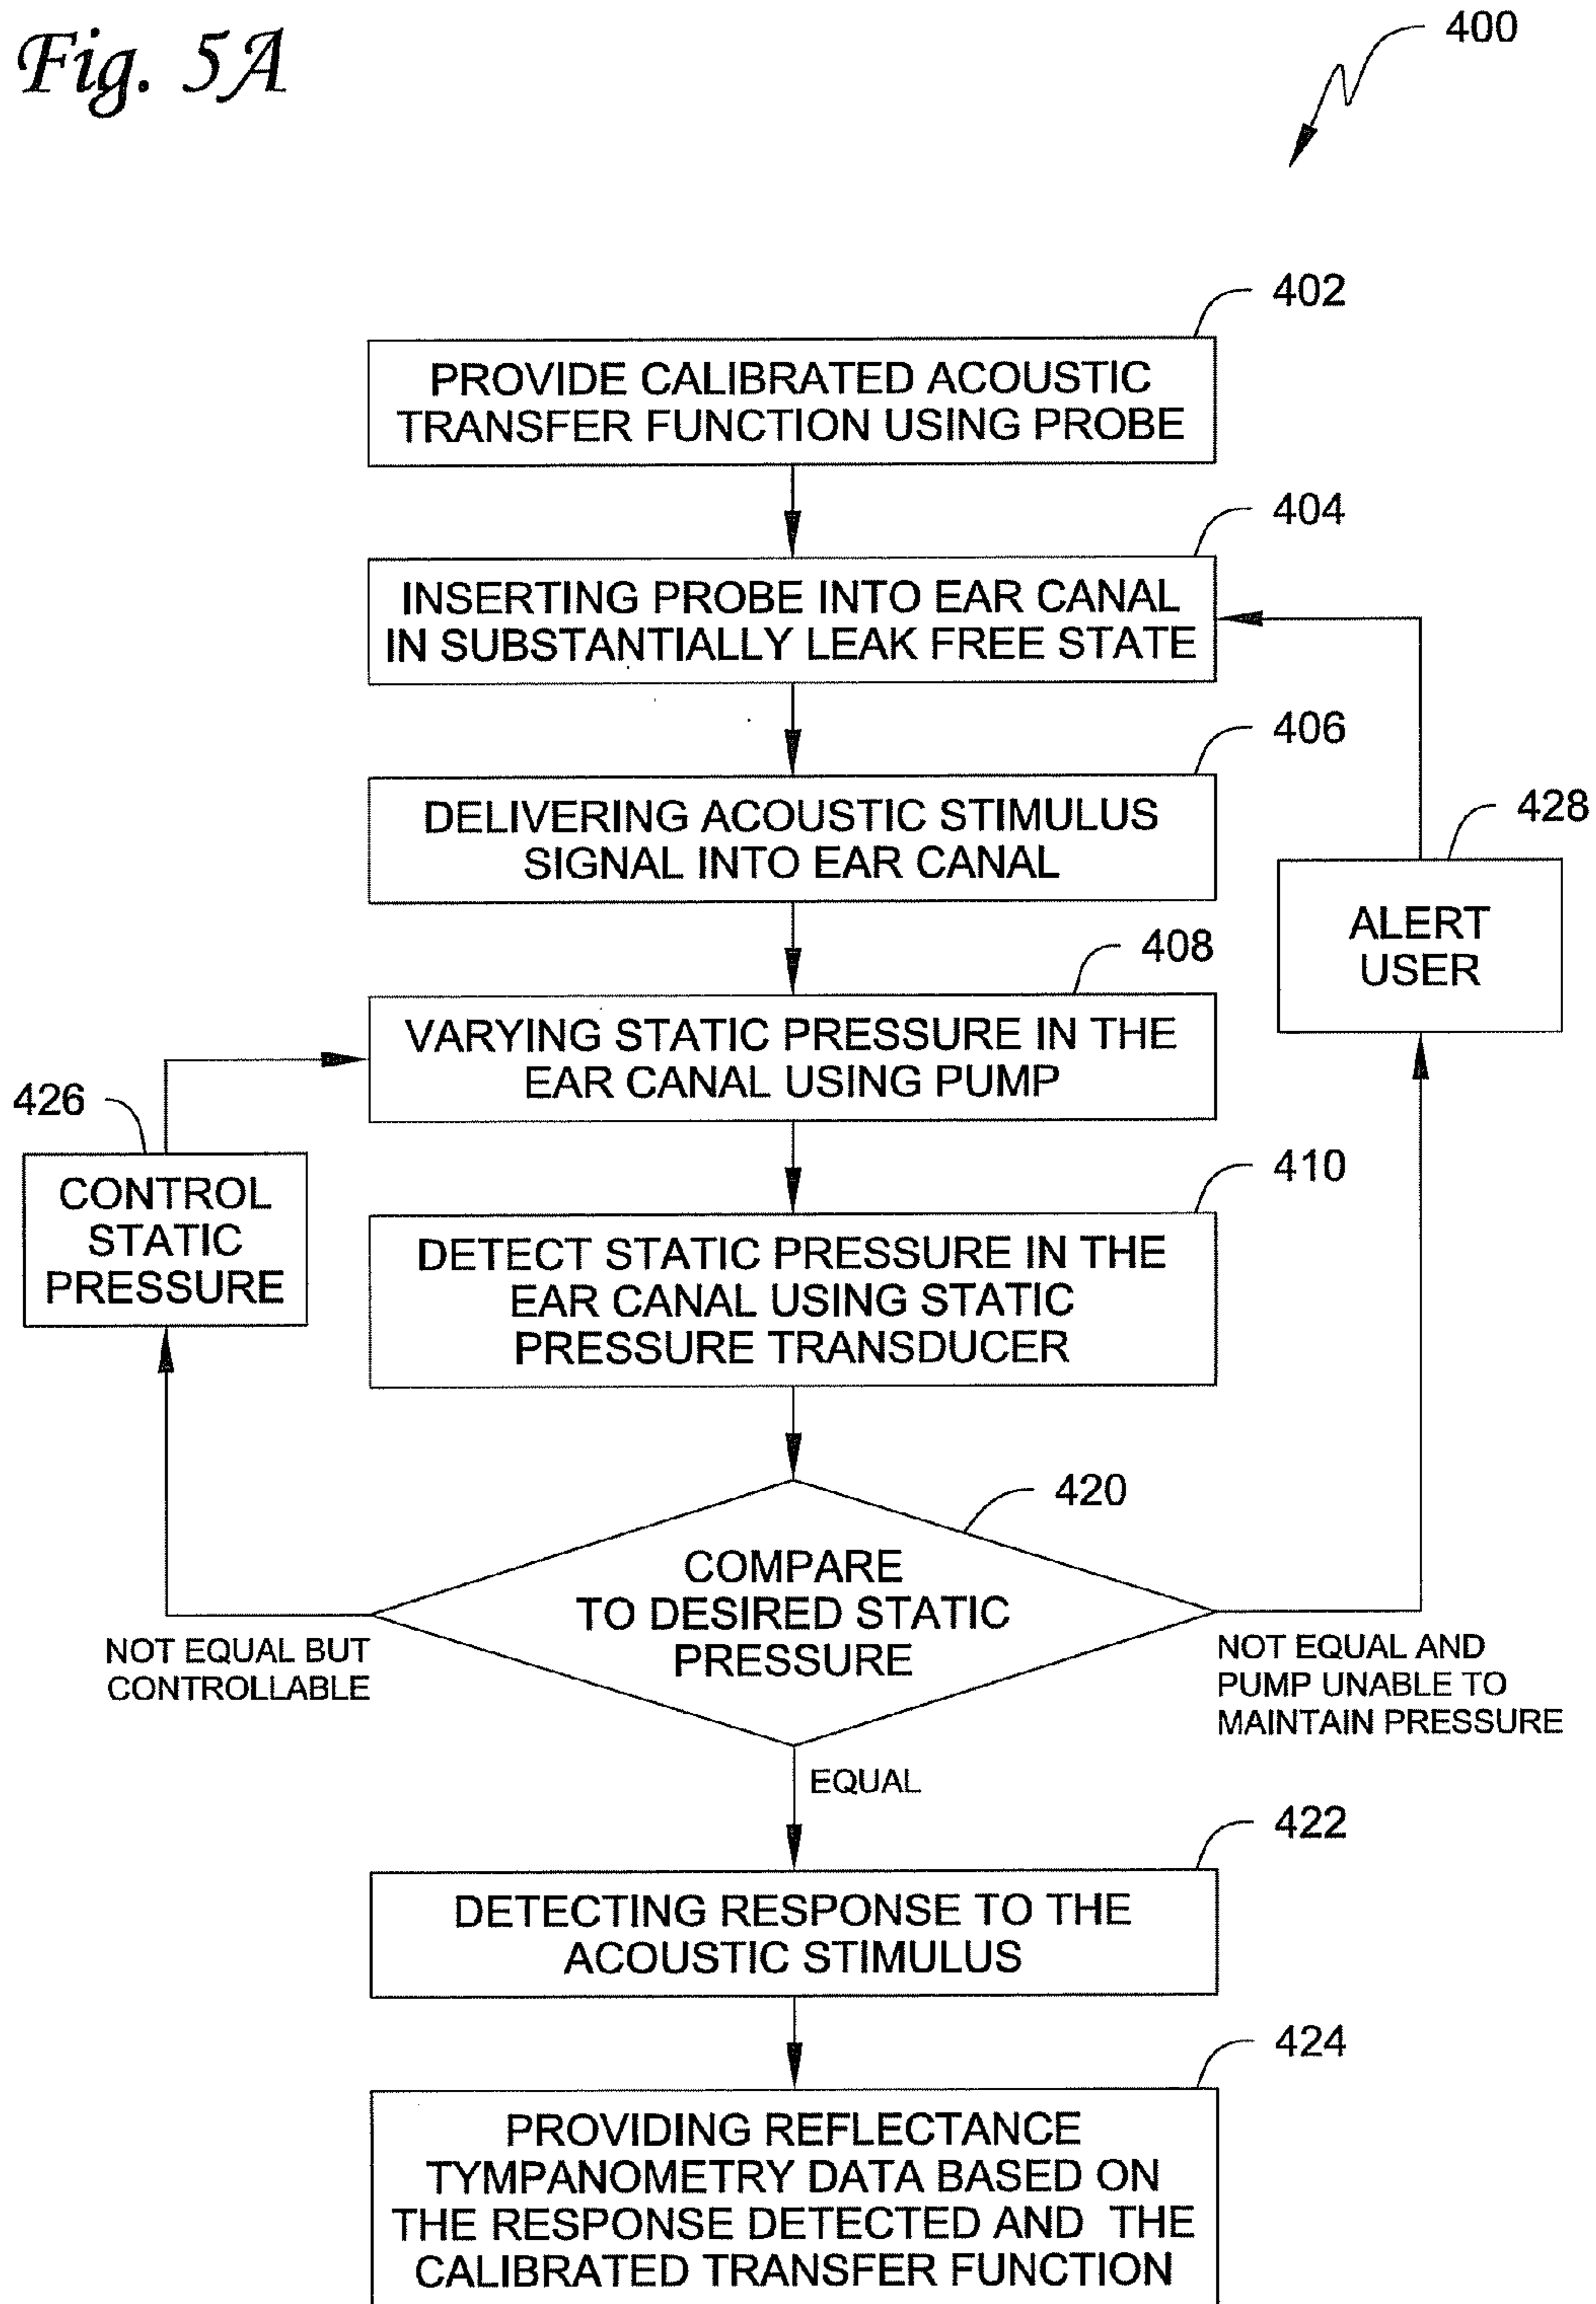 Fig. 5A
400
402
PROVIDE CALIBRATED ACOUSTIC
TRANSFER FUNCTION USING PROBE
404
INSERTING PROBE INTO EAR CANAL
IN SUBSTANTIALLY LEAK FREE STATE
406
DELIVERING ACOUSTIC STIMULUS
SIGNAL INTO EAR CANAL
428
ALERT
USER
408
VARYING STATIC PRESSURE IN THE
EAR CANAL USING PUMP
426
CONTROL
STATIC
PRESSURE
410
DETECT STATIC PRESSURE IN THE
EAR CANAL USING STATIC
PRESSURE TRANSDUCER
420
COMPARE
TO DESIRED STATIC
PRESSURE
NOT EQUAL BUT
CONTROLLABLE
NOT EQUAL AND
PUMP UNABLE TO
MAINTAIN PRESSURE
EQUAL
422
DETECTING RESPONSE TO THE
ACOUSTIC STIMULUS
424
PROVIDING REFLECTANCE
TYMPANOMETRY DATA BASED ON
THE RESPONSE DETECTED AND THE
CALIBRATED TRANSFER FUNCTION